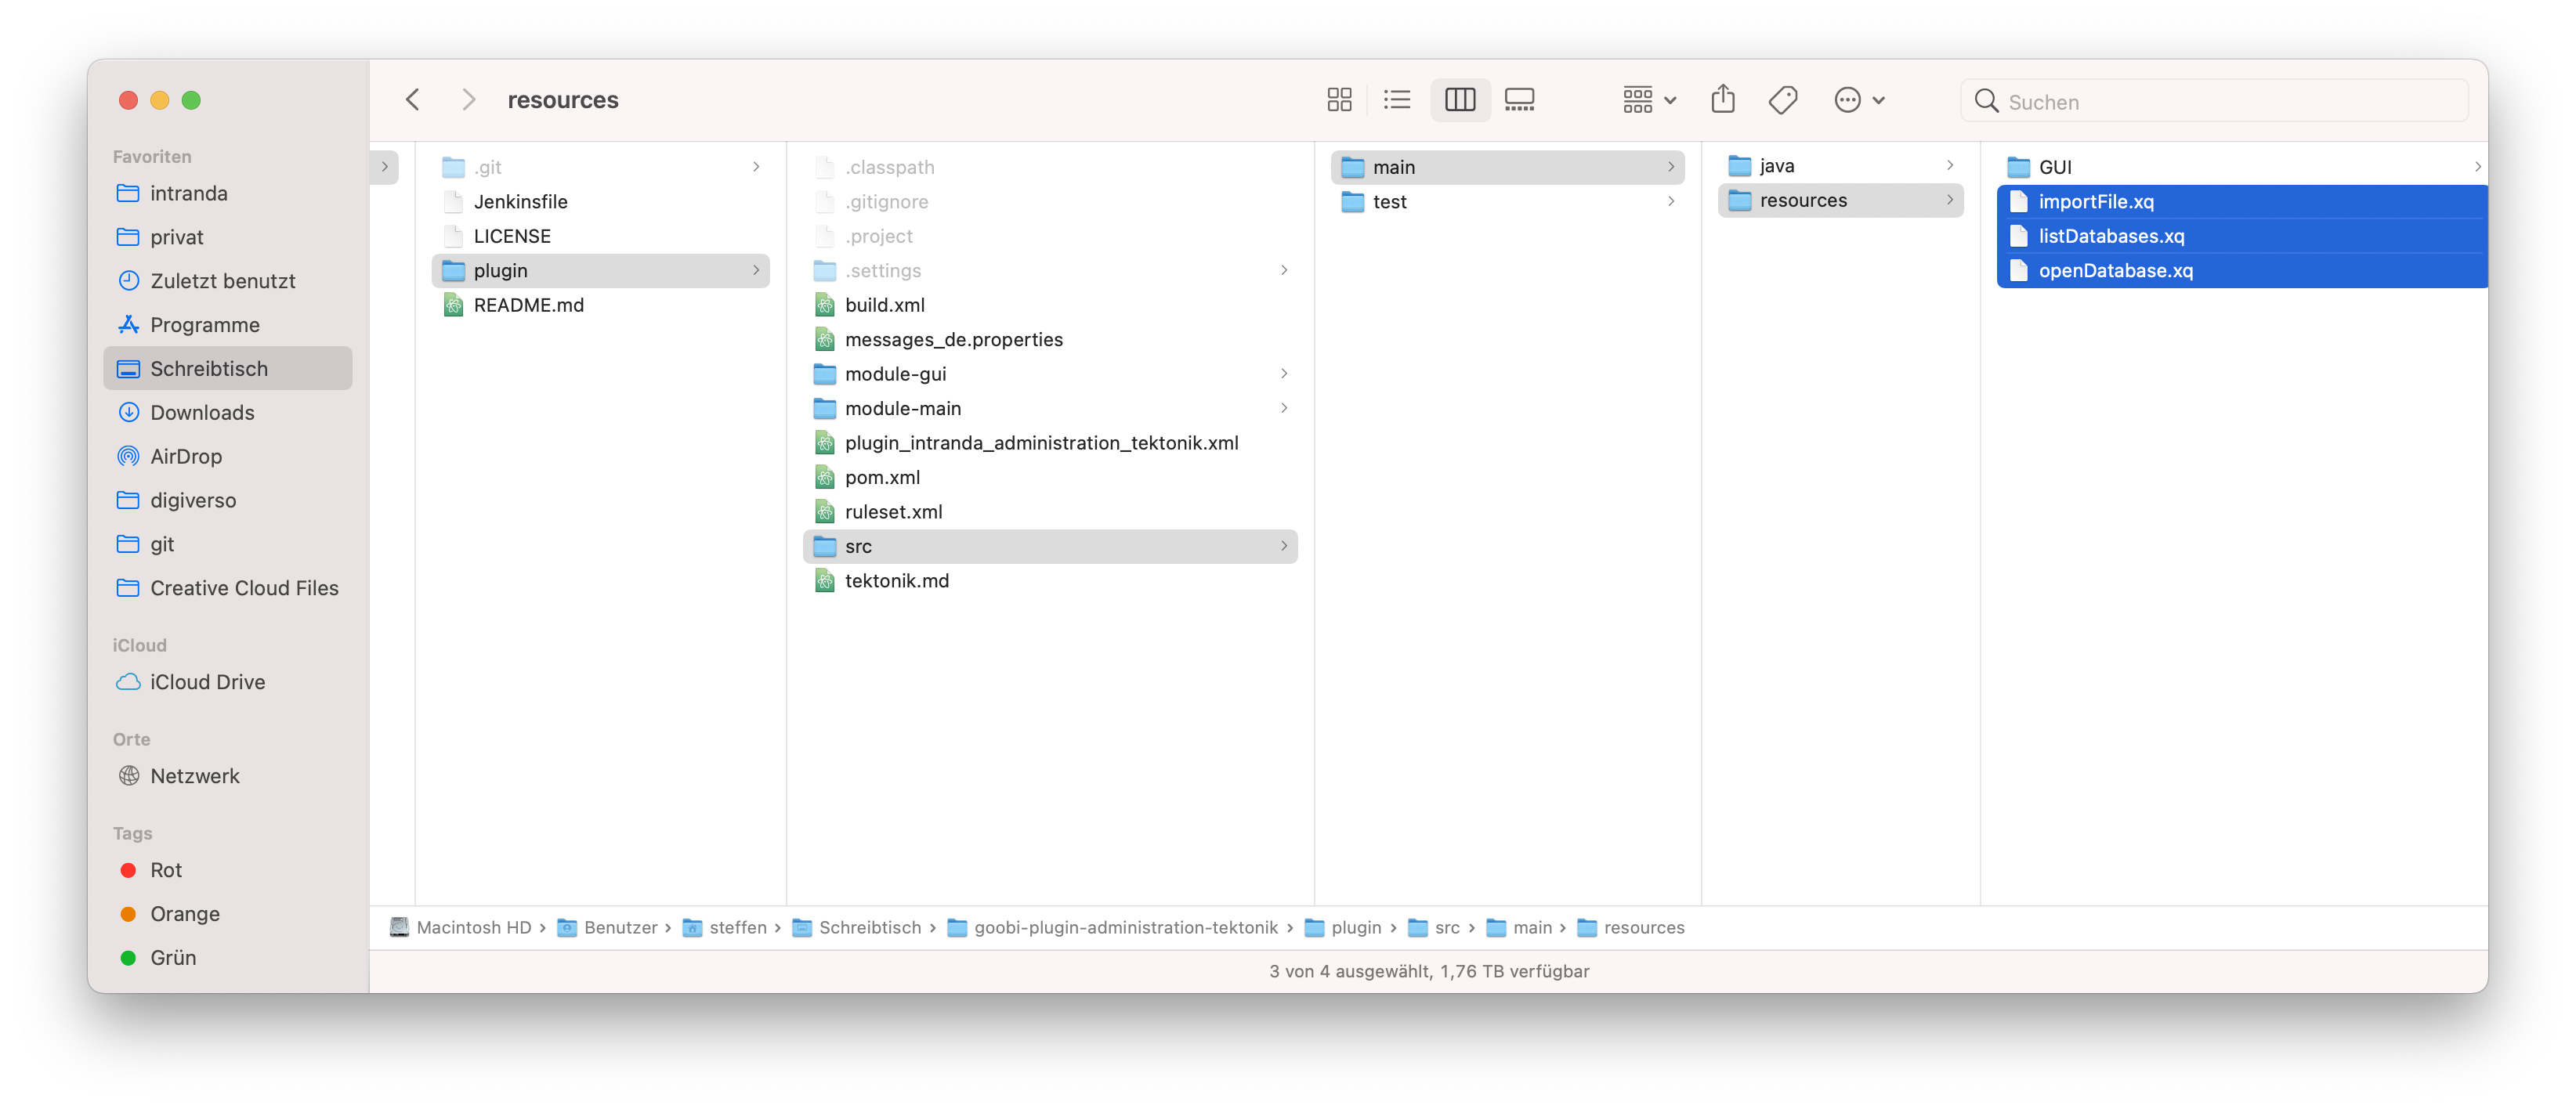 resources
Suchen
Favoriten
intranda
privat
Zuletzt benutzt
Programme
Schreibtisch
Downloads
AirDrop
digiverso
git
Creative Cloud Files
iCloud
iCloud Drive
Orte
Netzwerk
Tags
Rot
Orange
Grün
.git
Jenkinsfile
LICENSE
plugin
README.md
.classpath
.gitignore
.project
.settings
build.xml
messages_de.properties
module-gui
module-main
plugin_intranda_administration_tektonik.xml
pom.xml
ruleset.xml
src
tektonik.md
main
test
java
resources
GUI
importFile.xq
listDatabases.xq
openDatabase.xq
Macintosh HD › Benutzer › steffen › Schreibtisch › goobi-plugin-administration-tektonik › plugin › src › main › resources
3 von 4 ausgewählt, 1,76 TB verfügbar